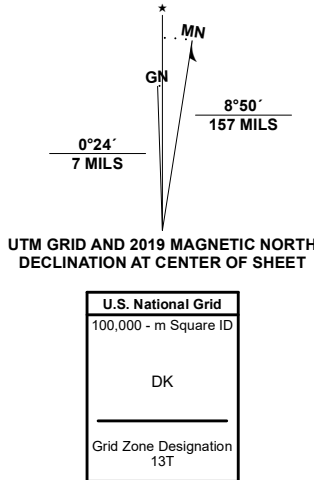 ★
MN
GN
8°50´
157 MILS
0°24´
7 MILS
UTM GRID AND 2019 MAGNETIC NORTH
DECLINATION AT CENTER OF SHEET
U.S. National Grid
100,000 - m Square ID
DK
Grid Zone Designation
13T